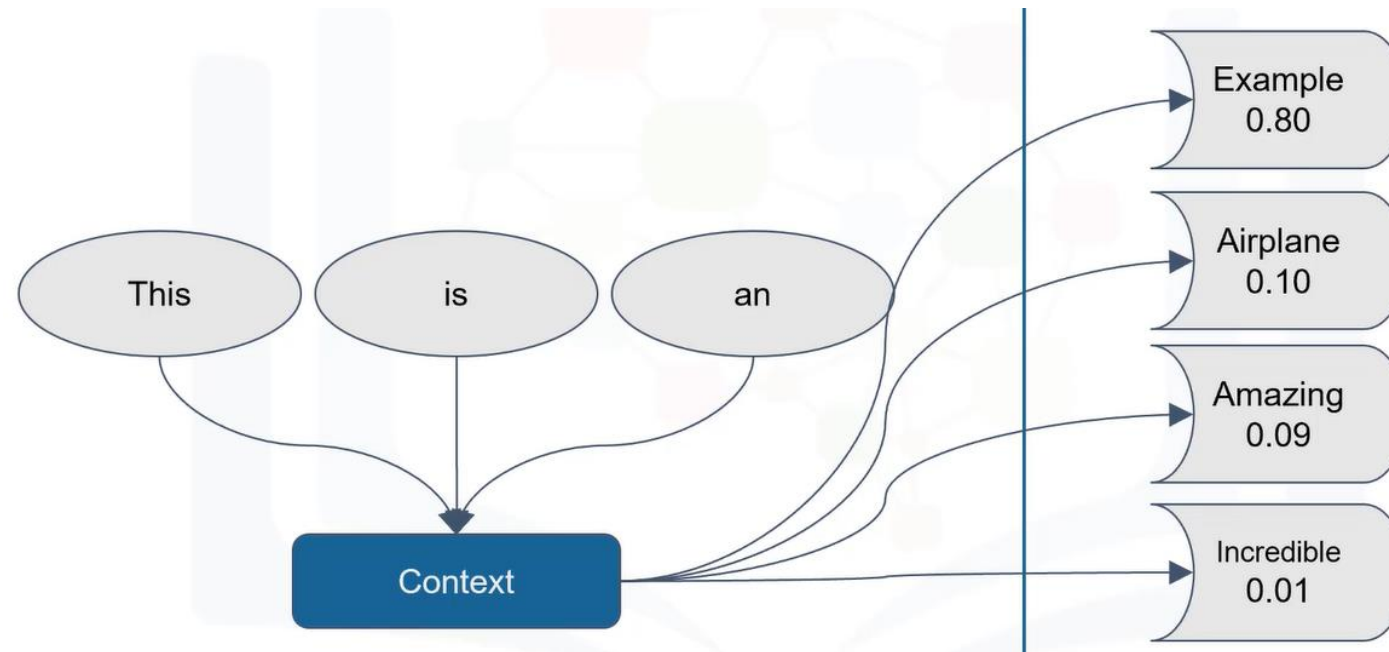 This is an
Context
Example
0.80
Airplane
0.10
Amazing
0.09
Incredible
0.01